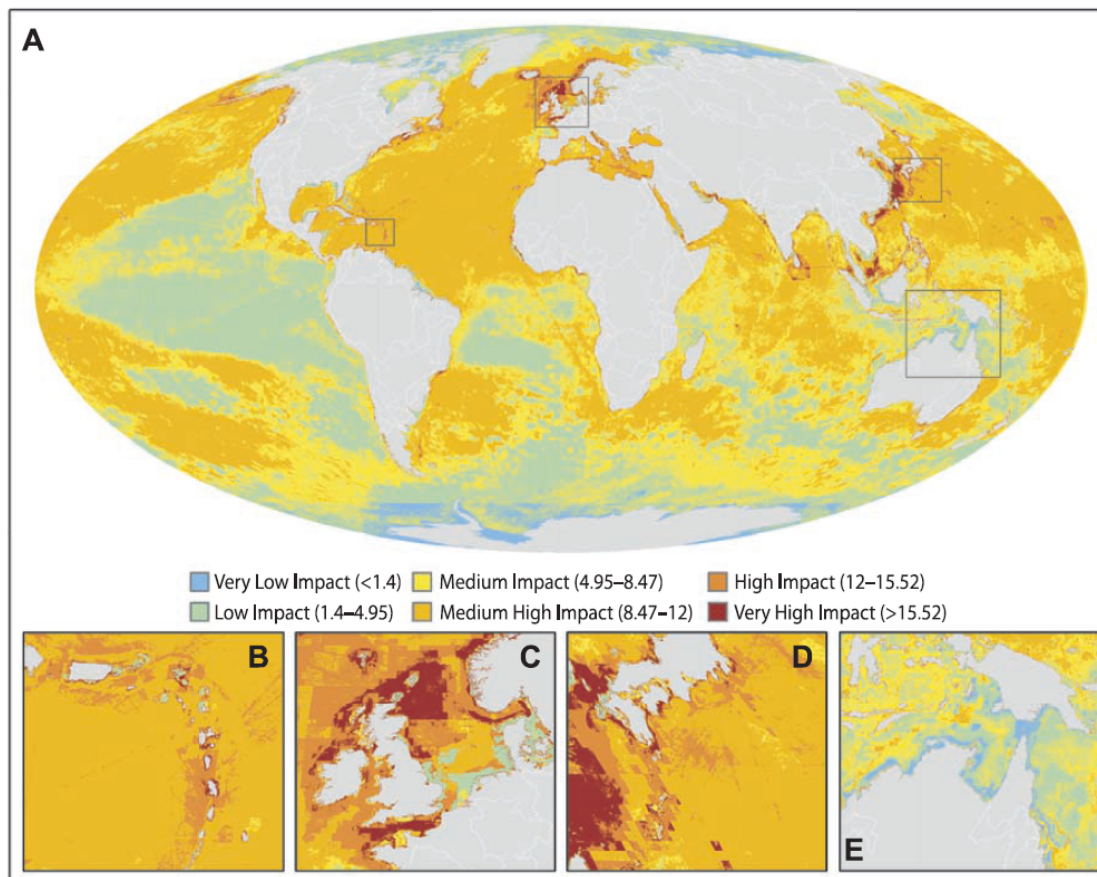 A
Very Low Impact (<1.4)
Medium Impact (4.95–8.47)
High Impact (12–15.52)
Low Impact (1.4–4.95)
Medium High Impact (8.47–12)
Very High Impact (>15.52)
B
C
D
E